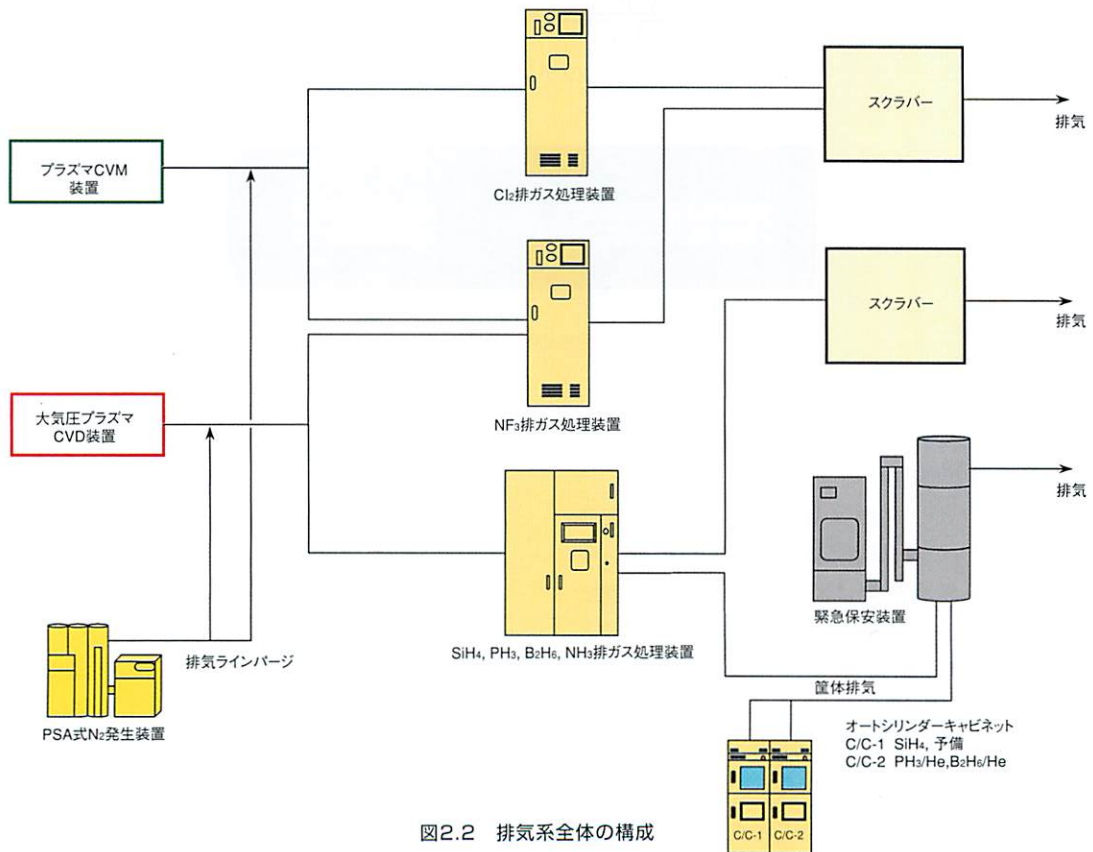 スクラバー
排気
プラズマCVM
装置
Cl₂排ガス処理装置
スクラバー
排気
大気圧プラズマ
CVD装置
NF₃排ガス処理装置
排気
緊急保安装置
SiH₄, PH₃, B₂H₆, NH₃排ガス処理装置
排気ラインパージ
PSA式N₂発生装置
筐体排気
オートシリンダーキャビネット
C/C-1 SiH₄, 予備
C/C-2 PH₃/He,B₂H₆/He
C/C-1 C/C-2
図2.2 排気系全体の構成